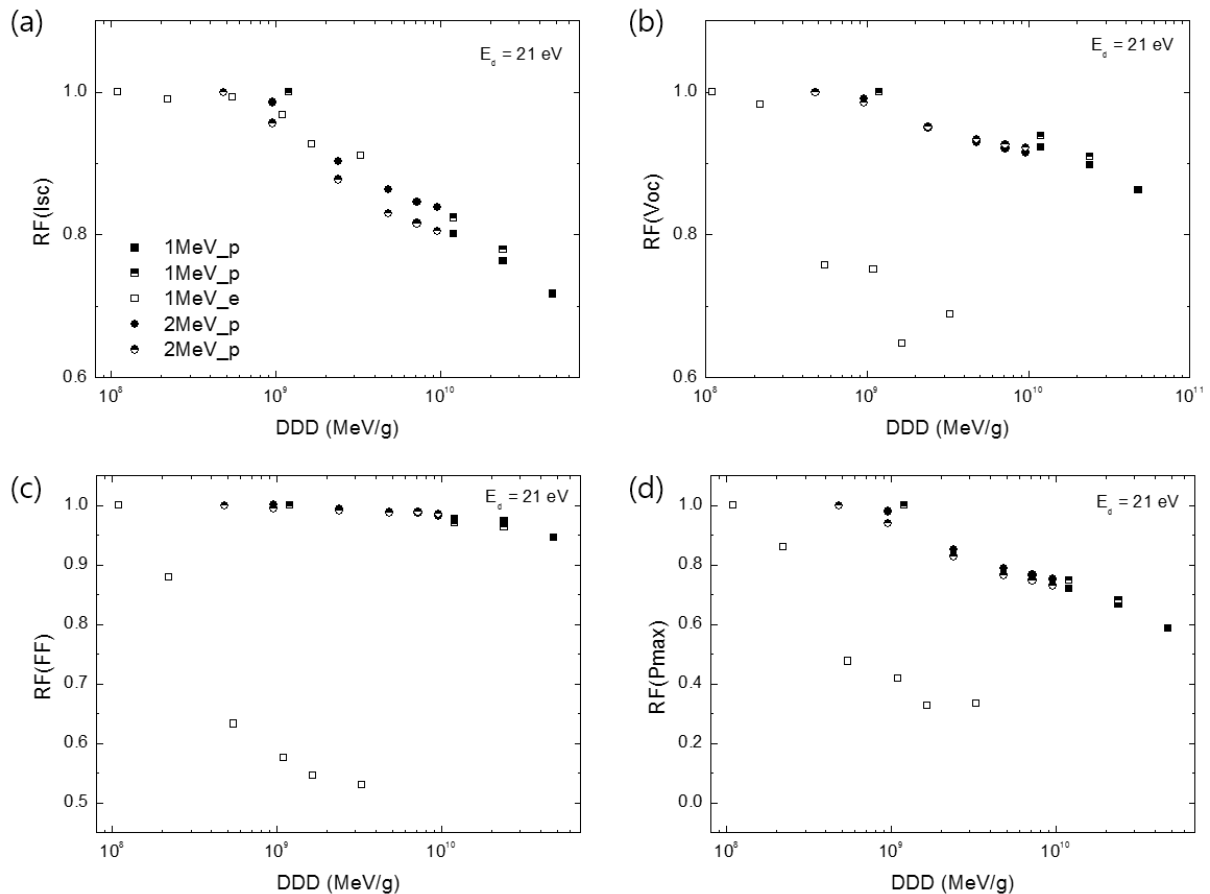 (a)
E_d = 21 eV
RF(Isc)
1.0
0.8
0.6
1MeV_p
1MeV_p
1MeV_e
2MeV_p
2MeV_p
10^8
10^9
10^10
DDD (MeV/g)
(b)
E_d = 21 eV
RF(Voc)
1.0
0.8
0.6
10^8
10^9
10^10
10^11
DDD (MeV/g)
(c)
E_d = 21 eV
RF(FF)
1.0
0.9
0.8
0.7
0.6
0.5
10^8
10^9
10^10
DDD (MeV/g)
(d)
E_d = 21 eV
RF(Pmax)
1.0
0.8
0.6
0.4
0.2
0.0
10^8
10^9
10^10
DDD (MeV/g)